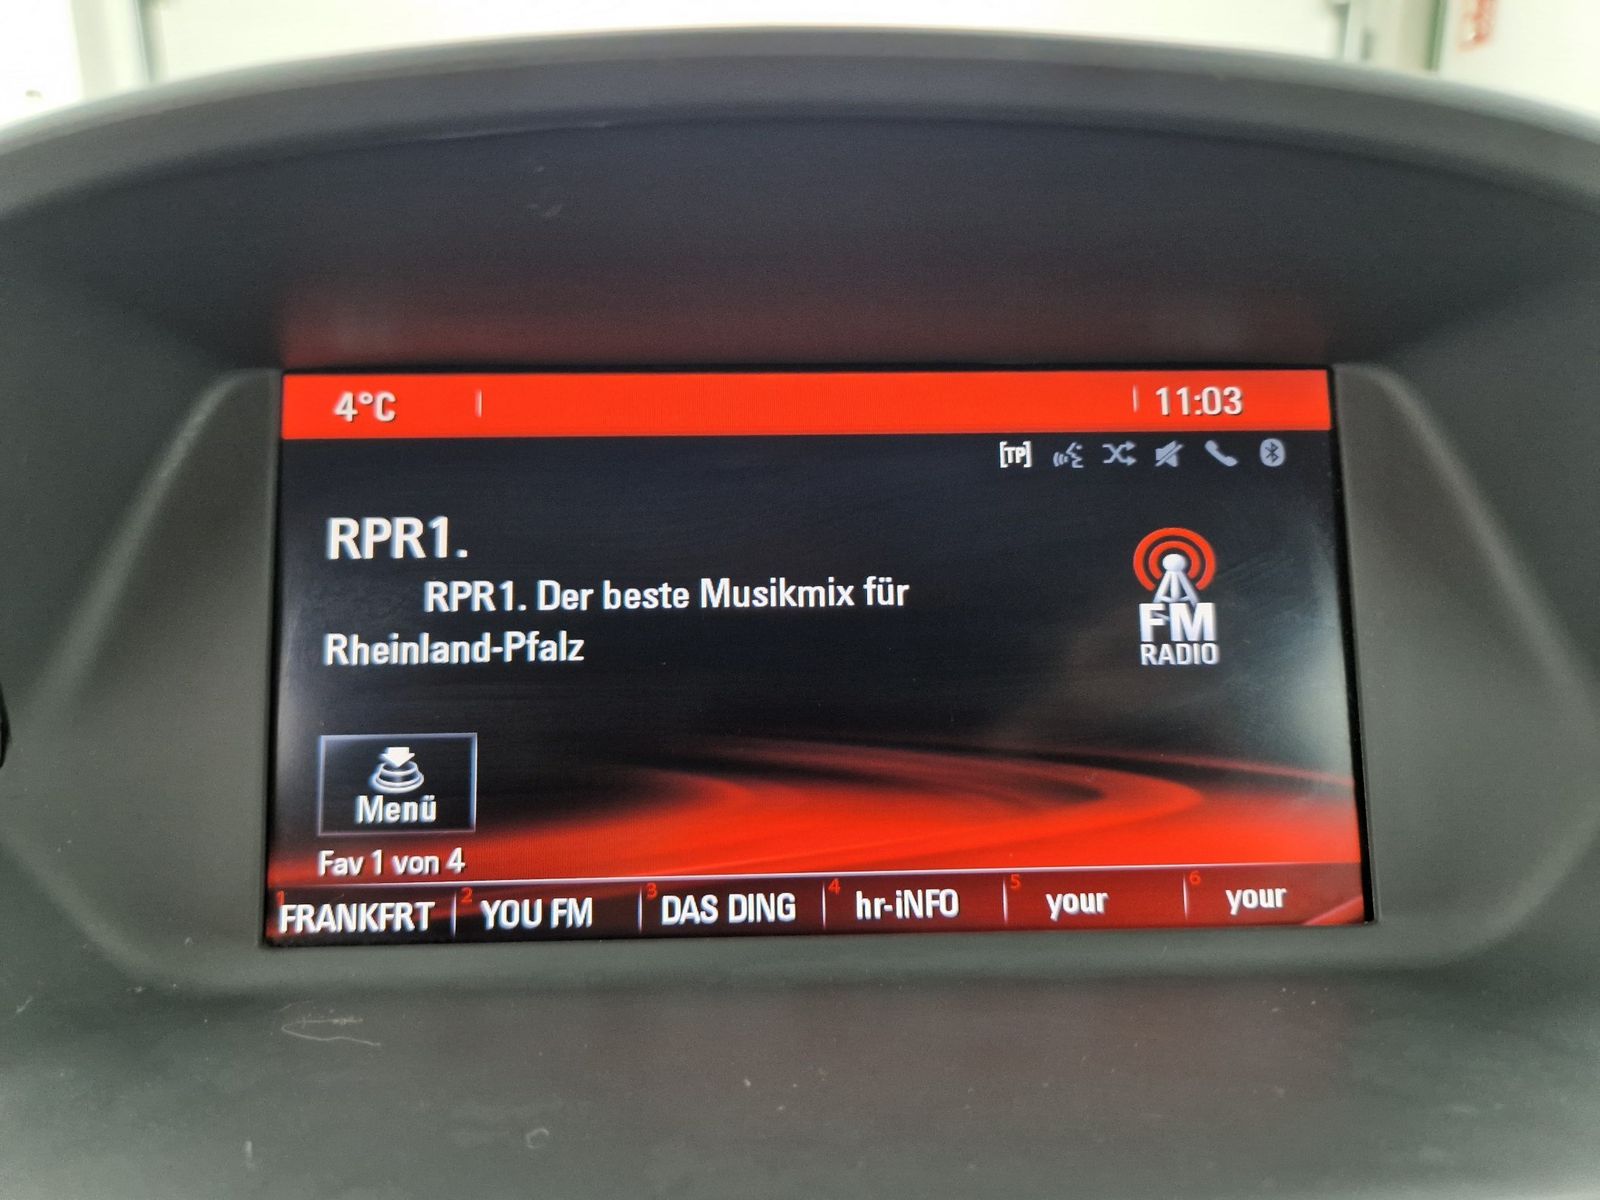 4°C
11:03
[TP]
RPR1.
RPR1. Der beste Musikmix für
Rheinland-Pfalz
FM
RADIO
Menü
Fav 1 von 4
1 FRANKFRT
2 YOU FM
3 DAS DING
4 hr-iNFO
5 your
6 your